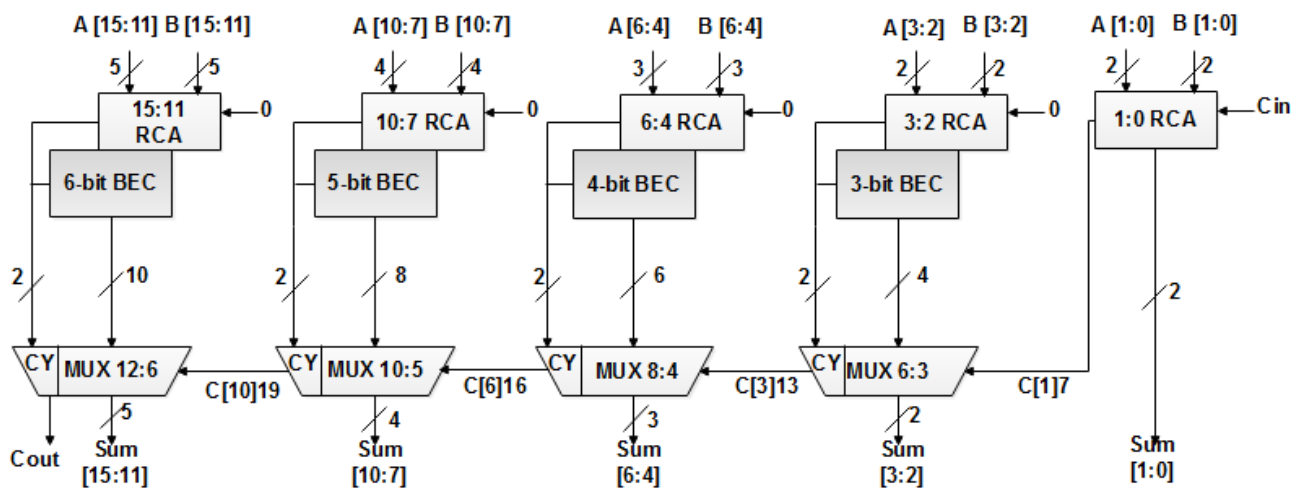 A [15:11] B [15:11] A [10:7] B [10:7] A [6:4] B [6:4] A [3:2] B [3:2] A [1:0] B [1:0]
5 5 4 4 3 3 2 2 2 2
15:11 RCA 0 10:7 RCA 0 6:4 RCA 0 3:2 RCA 0 1:0 RCA Cin
6-bit BEC 5-bit BEC 4-bit BEC 3-bit BEC
2 10 2 8 2 6 2 4 2
CY MUX 12:6 C[10]19 CY MUX 10:5 C[6]16 CY MUX 8:4 C[3]13 CY MUX 6:3 C[1]7
5 4 3 2
Cout Sum Sum Sum Sum Sum
[15:11] [10:7] [6:4] [3:2] [1:0]